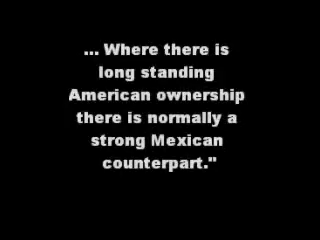 ... Where there is
long standing
American ownership
there is normally a
strong Mexican
counterpart."